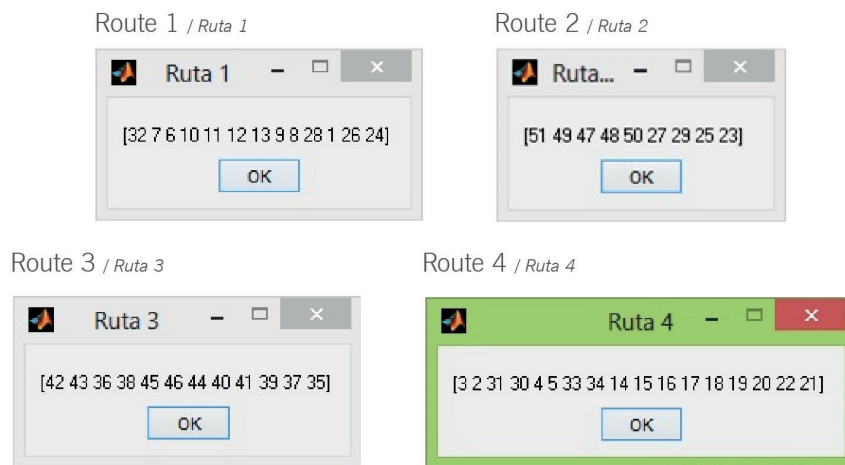 Route 1 / Ruta 1
Ruta 1
[32 7 6 10 11 12 13 9 8 28 1 26 24]
OK
Route 2 / Ruta 2
Ruta...
[51 49 47 48 50 27 29 25 23]
OK
Route 3 / Ruta 3
Ruta 3
[42 43 36 38 45 46 44 40 41 39 37 35]
OK
Route 4 / Ruta 4
Ruta 4
[3 2 31 30 4 5 33 34 14 15 16 17 18 19 20 22 21]
OK